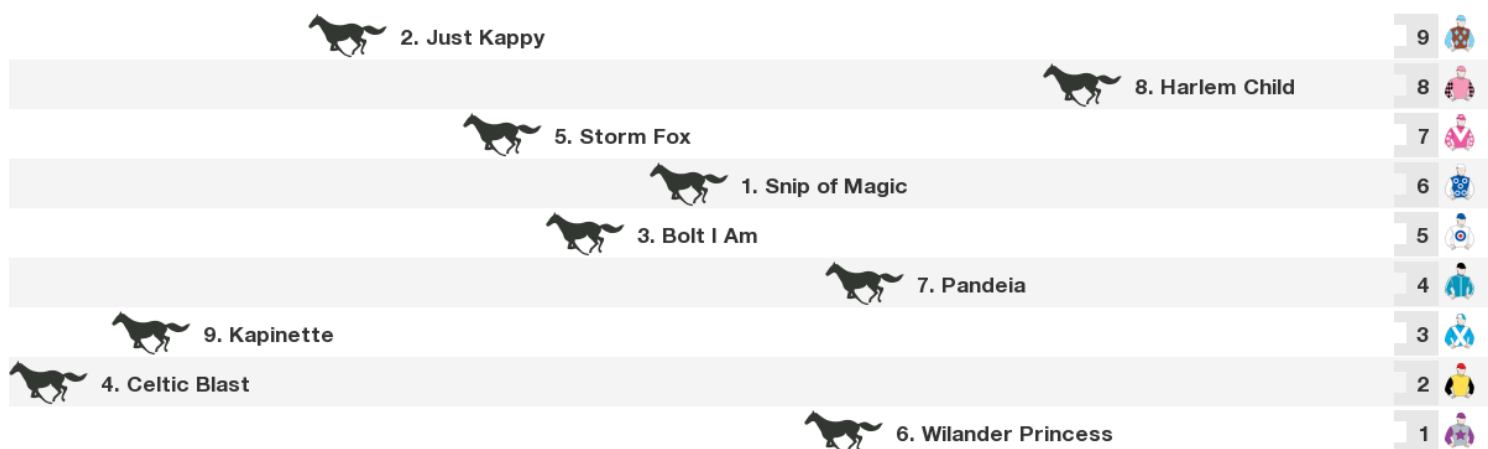 2. Just Kappy 9
8. Harlem Child 8
5. Storm Fox 7
1. Snip of Magic 6
3. Bolt I Am 5
7. Pandeia 4
9. Kapinette 3
4. Celtic Blast 2
6. Wilander Princess 1